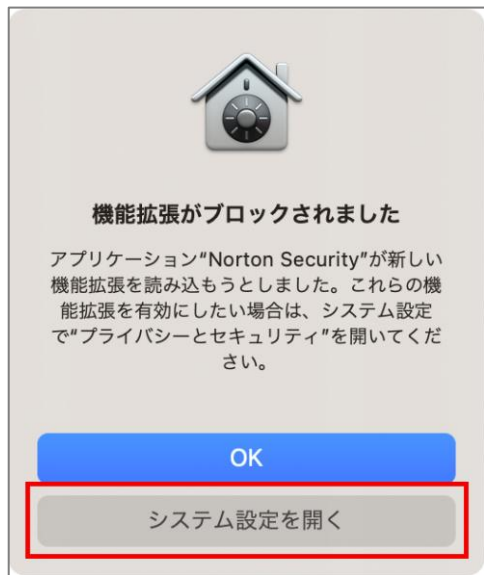 機能拡張がブロックされました
アプリケーション“Norton Security”が新しい
機能拡張を読み込もうとしました。これらの機
能拡張を有効にしたい場合は、システム設定
で“プライバシーとセキュリティ”を開いてくだ
さい。
OK
システム設定を開く